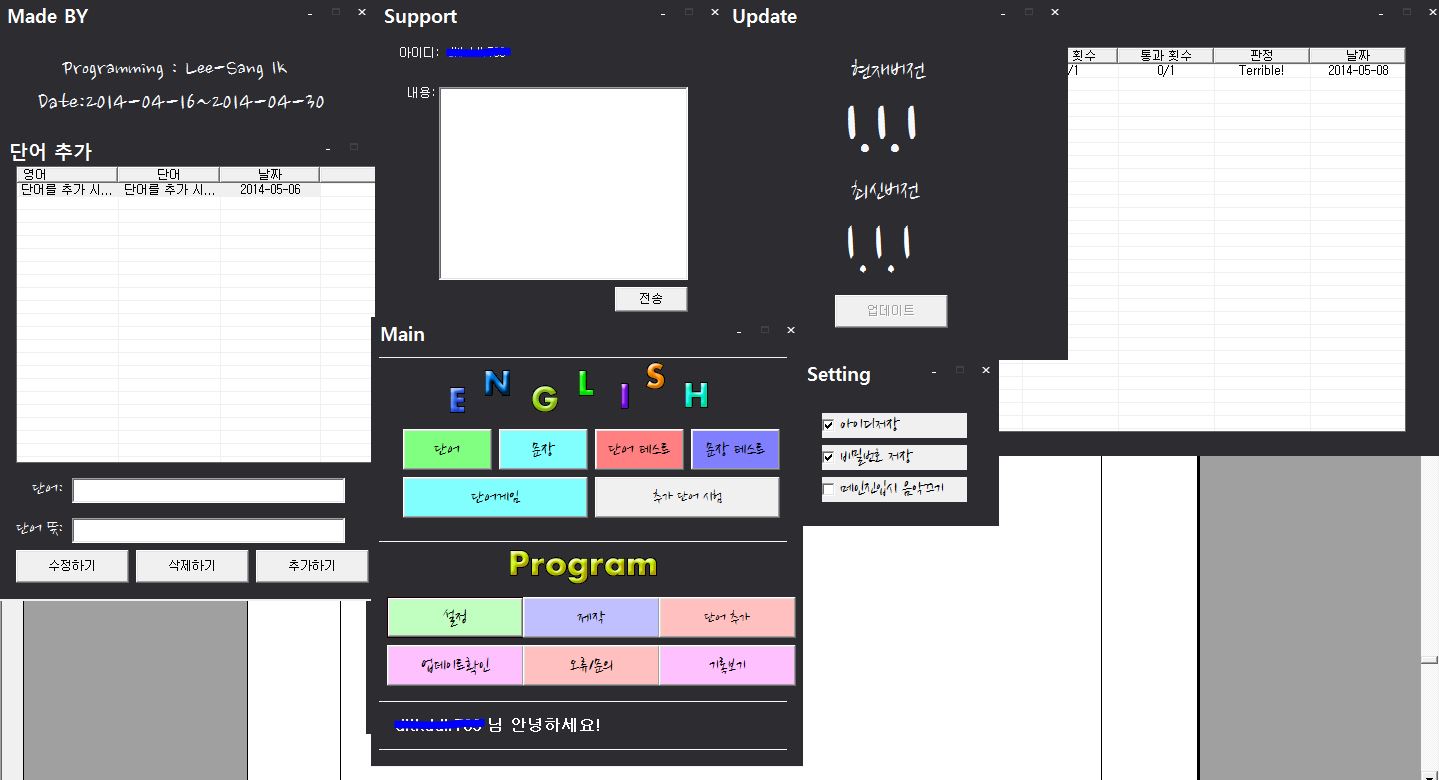 Made BY
Programming : Lee-Sang Ik
Date:2014-04-16~2014-04-30
단어 추가
영어 단어 날짜
단어를 추가 시... 단어를 추가 시... 2014-05-06
단어:
단어 뜻:
수정하기 삭제하기 추가하기
Support
아이디:
내용:
전송
Update
현재버전
1.1.1
최신버전
1.1.1
업데이트
횟수 통과 횟수 판정 날짜
/1 0/1 Terrible! 2014-05-08
Main
ENGLISH
단어 문장 단어 테스트 문장 테스트
단어게임 추가 단어 시험
Program
설정 제작 단어 추가
업데이트확인 오류/문의 기록보기
님 안녕하세요!
Setting
아이디저장
비밀번호 저장
메인진입시 음악끄기